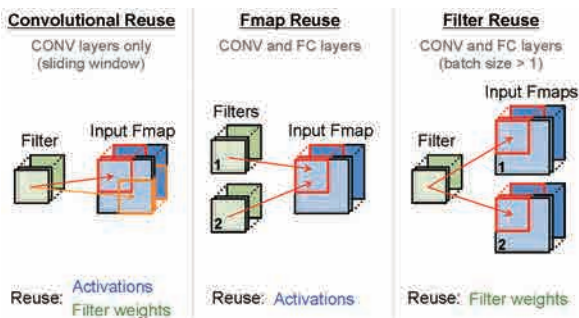 Convolutional Reuse
CONV layers only
(sliding window)
Filter
Input Fmap
Reuse: Activations
Filter weights
Fmap Reuse
CONV and FC layers
Filters
Input Fmap
1
2
Reuse: Activations
Filter Reuse
CONV and FC layers
(batch size > 1)
Input Fmaps
Filter
1
2
Reuse: Filter weights